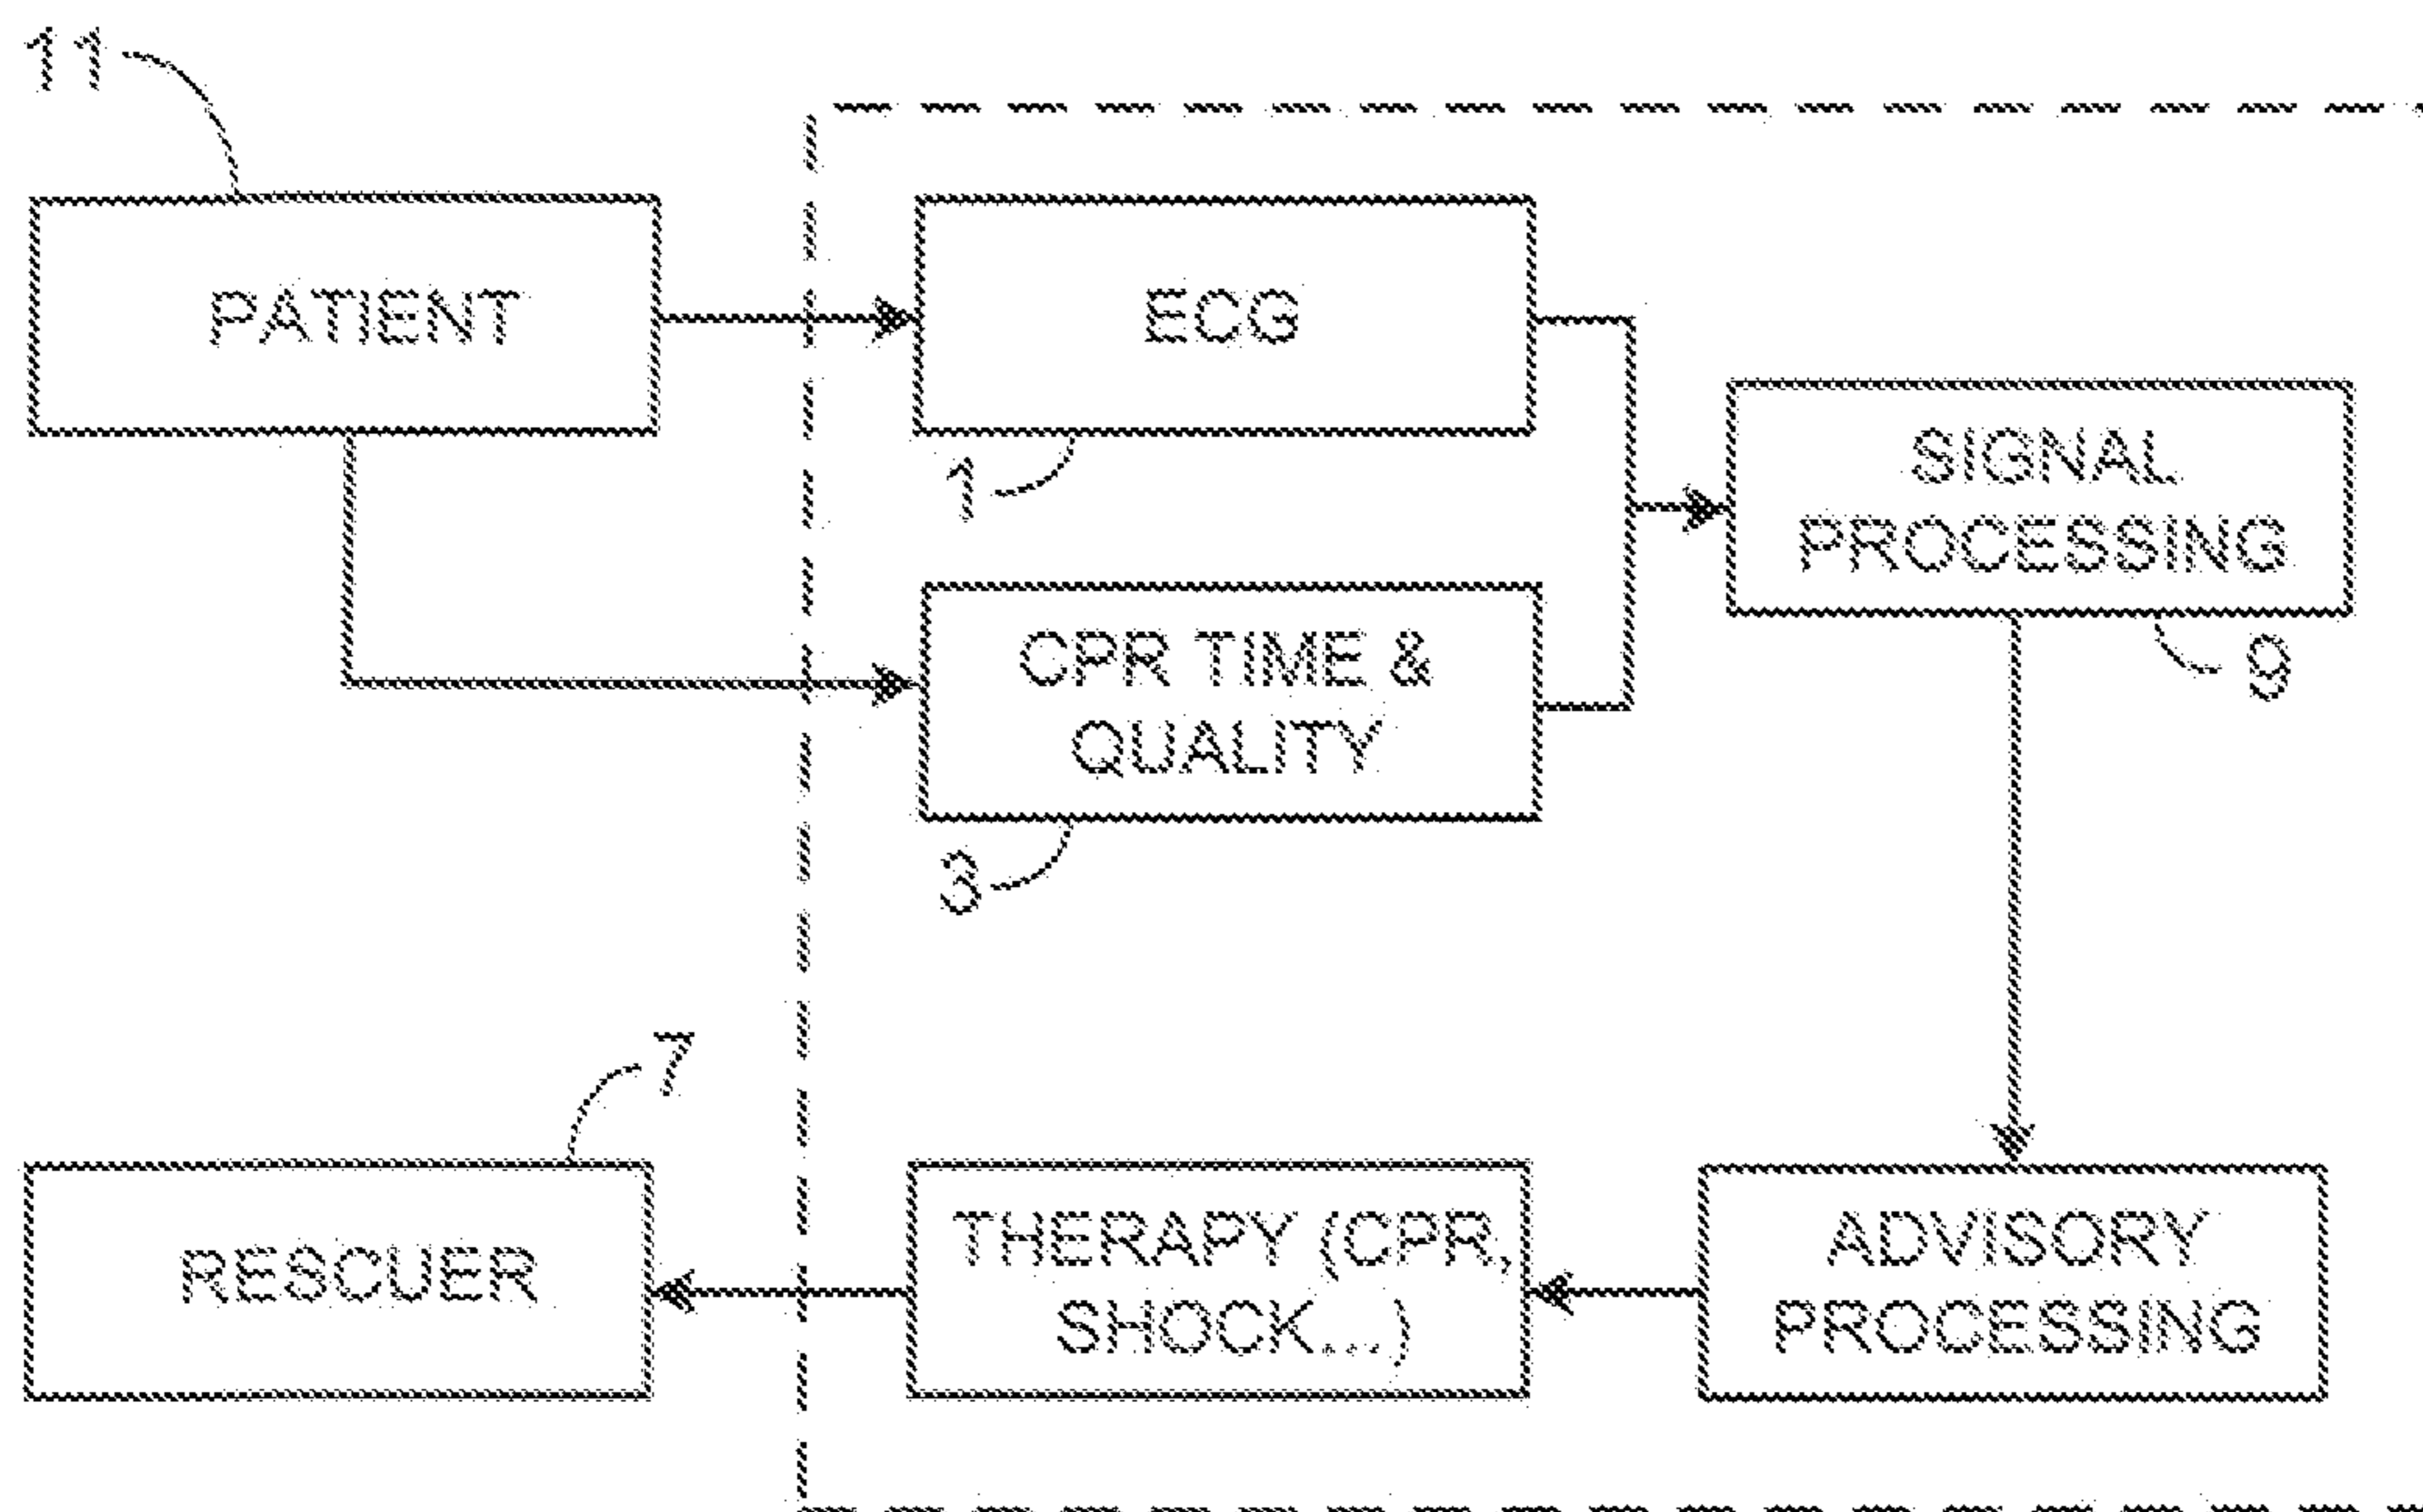 11
PATIENT
ECG
1
SIGNAL
PROCESSING
9
CPR TIME &
QUALITY
3
7
RESCUER
THERAPY (CPR,
SHOCK...)
ADVISORY
PROCESSING